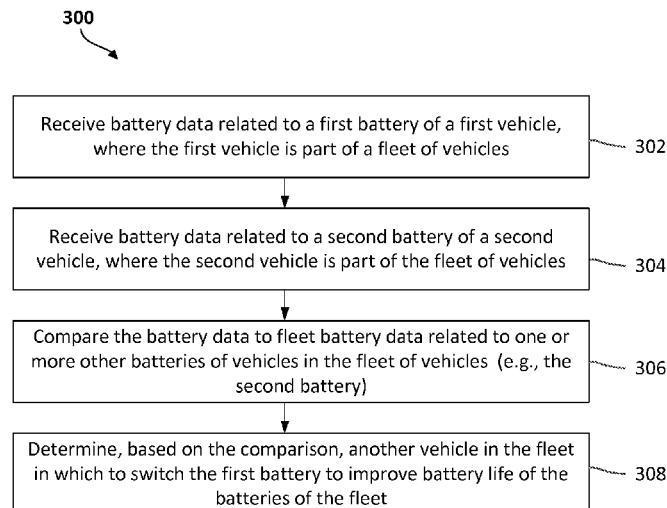 300
Receive battery data related to a first battery of a first vehicle,
where the first vehicle is part of a fleet of vehicles
302
Receive battery data related to a second battery of a second
vehicle, where the second vehicle is part of the fleet of vehicles
304
Compare the battery data to fleet battery data related to one or
more other batteries of vehicles in the fleet of vehicles (e.g., the
second battery)
306
Determine, based on the comparison, another vehicle in the fleet
in which to switch the first battery to improve battery life of the
batteries of the fleet
308